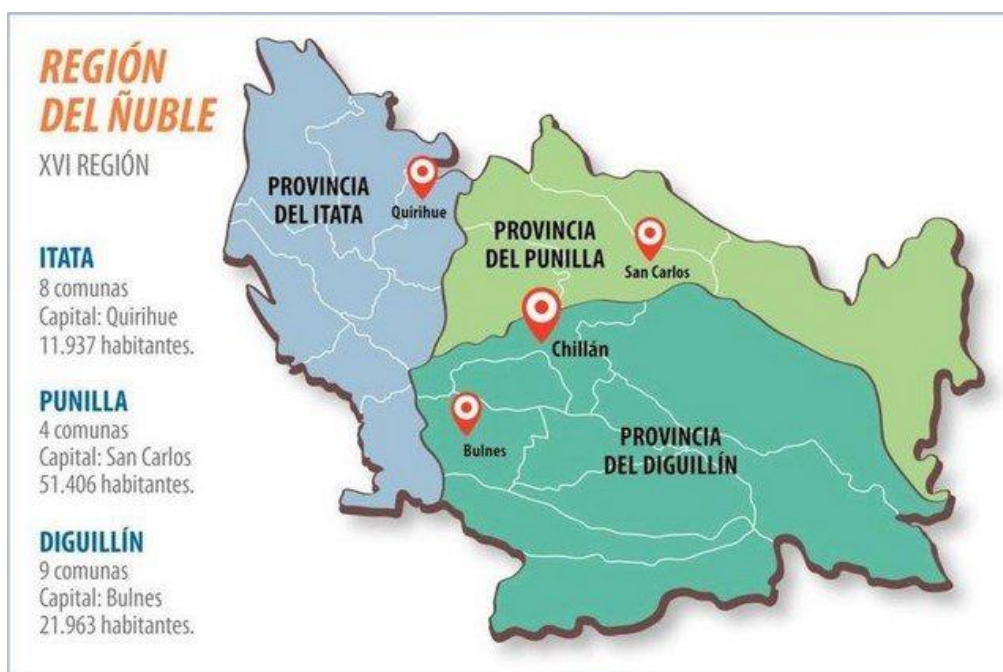 REGIÓN
DEL ÑUBLE
XVI REGIÓN
ITATA
8 comunas
Capital: Quirihue
11.937 habitantes.
PUNILLA
4 comunas
Capital: San Carlos
51.406 habitantes.
DIGUILLÍN
9 comunas
Capital: Bulnes
21.963 habitantes.
PROVINCIA
DEL ITATA
Quirihue
PROVINCIA
DEL PUNILLA
San Carlos
Chillán
Bulnes
PROVINCIA
DEL DIGUILLÍN